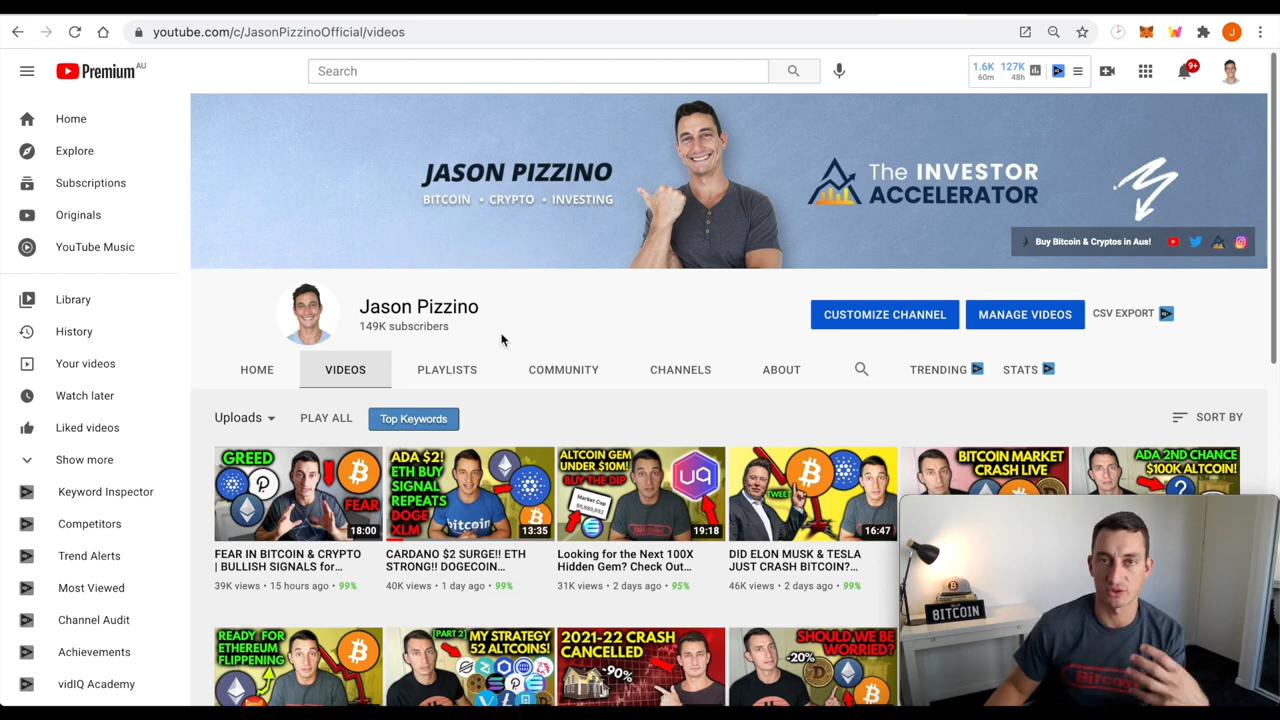 youtube.com/c/JasonPizzinoOfficial/videos
J
Premium AU
Search
1.6K 127K
60m 48h
9+
Home
Explore
Subscriptions
Originals
YouTube Music
Library
History
Your videos
Watch later
Liked videos
Show more
Keyword Inspector
Competitors
Trend Alerts
Most Viewed
Channel Audit
Achievements
vidIQ Academy
JASON PIZZINO
BITCOIN • CRYPTO • INVESTING
The INVESTOR
ACCELERATOR
Buy Bitcoin & Cryptos in Aus!
Jason Pizzino
149K subscribers
CUSTOMIZE CHANNEL
MANAGE VIDEOS
CSV EXPORT
HOME
VIDEOS
PLAYLISTS
COMMUNITY
CHANNELS
ABOUT
TRENDING
STATS
Uploads
PLAY ALL
Top Keywords
SORT BY
GREED
FEAR
18:00
FEAR IN BITCOIN & CRYPTO
| BULLISH SIGNALS for...
39K views • 15 hours ago • 99%
ADA $2!
ETH BUY
SIGNAL
REPEATS
DOGE
XLM
bitcoin
13:35
CARDANO $2 SURGE!! ETH
STRONG!! DOGECOIN...
40K views • 1 day ago • 99%
ALTCOIN GEM
UNDER $10M!
BUY THE DIP
Market Cap
19:18
Looking for the Next 100X
Hidden Gem? Check Out...
31K views • 2 days ago • 95%
TWEET
16:47
DID ELON MUSK & TESLA
JUST CRASH BITCOIN?...
46K views • 2 days ago • 99%
BITCOIN MARKET
CRASH LIVE
ADA 2ND CHANCE
$100K ALTCOIN!
READY FOR
ETHEREUM
FLIPPENING
[PART 2] MY STRATEGY
52 ALTCOINS!
2021-22 CRASH
CANCELLED
-90%
SHOULD WE BE
WORRIED?
-20%
BITCOIN
Bitcoin